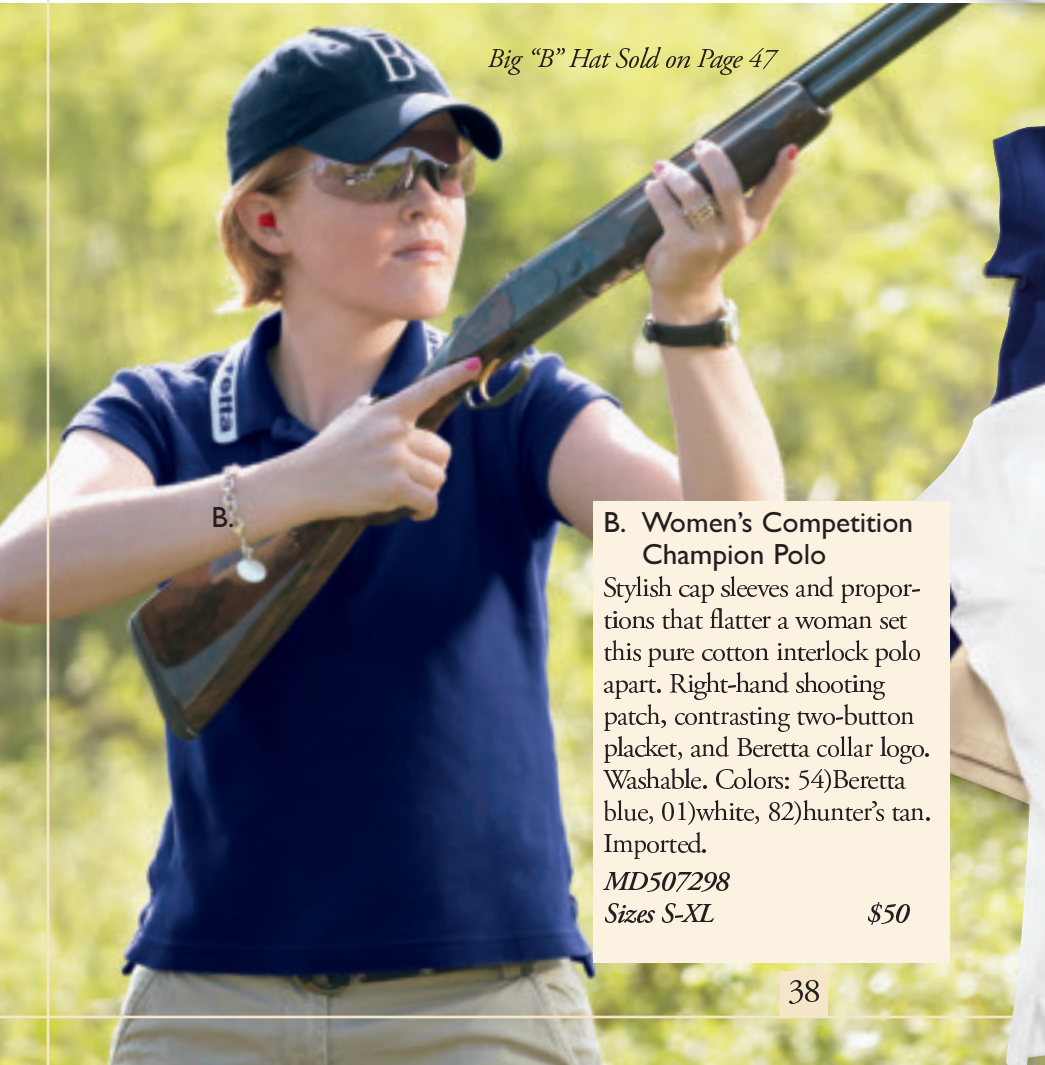 Big “B” Hat Sold on Page 47
B
B.
B. Women’s Competition
Champion Polo
Stylish cap sleeves and propor-
tions that flatter a woman set
this pure cotton interlock polo
apart. Right-hand shooting
patch, contrasting two-button
placket, and Beretta collar logo.
Washable. Colors: 54)Beretta
blue, 01)white, 82)hunter’s tan.
Imported.
MD507298
Sizes S-XL $50
38